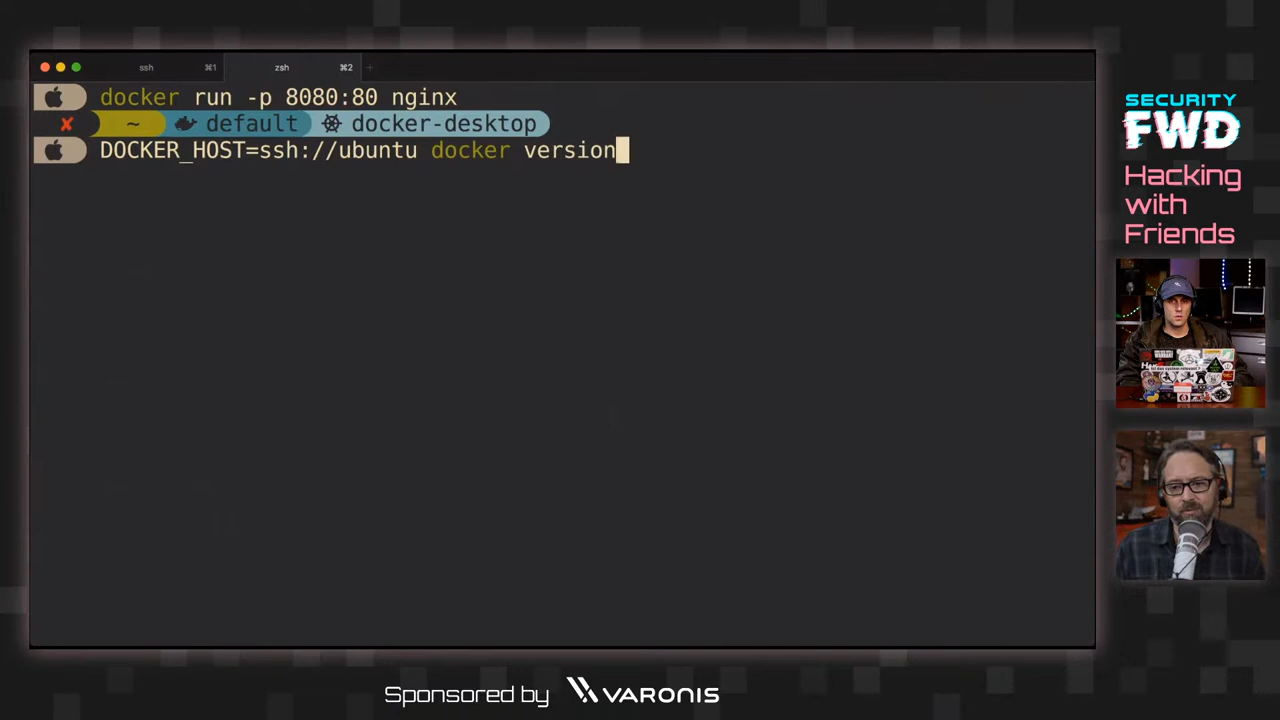 ssh ⌘1 zsh ⌘2 +
docker run -p 8080:80 nginx
✘ ~ default docker-desktop
DOCKER_HOST=ssh://ubuntu docker version
SECURITY
FWD
Hacking
with
Friends
Sponsored by VARONIS